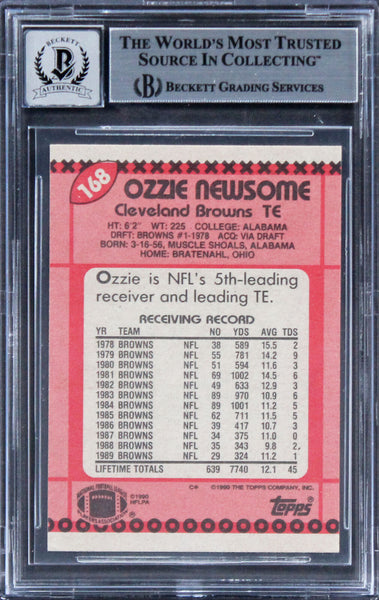 THE WORLD'S MOST TRUSTED
SOURCE IN COLLECTING™
BECKETT GRADING SERVICES
BECKETT
AUTHENTIC
168
OZZIE NEWSOME
Cleveland Browns TE
HT: 6'2" WT: 225 COLLEGE: ALABAMA
DRFT: BROWNS #1-1978 ACQ: VIA DRAFT
BORN: 3-16-56, MUSCLE SHOALS, ALABAMA
HOME: BRATENAHL, OHIO
Ozzie is NFL's 5th-leading
receiver and leading TE.
RECEIVING RECORD
YR TEAM NO YDS AVG TDS
1978 BROWNS NFL 38 589 15.5 2
1979 BROWNS NFL 55 781 14.2 9
1980 BROWNS NFL 51 594 11.6 3
1981 BROWNS NFL 69 1002 14.5 6
1982 BROWNS NFL 49 633 12.9 3
1983 BROWNS NFL 89 970 10.9 6
1984 BROWNS NFL 89 1001 11.2 5
1985 BROWNS NFL 62 711 11.5 5
1986 BROWNS NFL 39 417 10.7 3
1987 BROWNS NFL 34 375 11.0 0
1988 BROWNS NFL 35 343 9.8 2
1989 BROWNS NFL 29 324 11.2 1
LIFETIME TOTALS 639 7740 12.1 45
C* ©1990 THE TOPPS COMPANY, INC.
©1990
NFLPA
topps